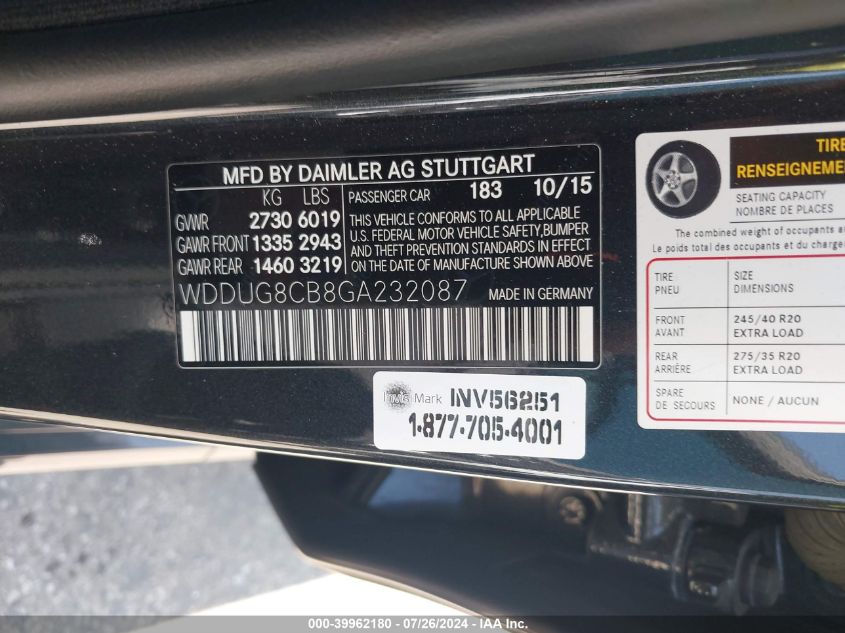 MFD BY DAIMLER AG STUTTGART
KG LBS
GVWR 2730 6019
GAWR FRONT 1335 2943
GAWR REAR 1460 3219
PASSENGER CAR 183 10/15
THIS VEHICLE CONFORMS TO ALL APPLICABLE
U.S. FEDERAL MOTOR VEHICLE SAFETY, BUMPER
AND THEFT PREVENTION STANDARDS IN EFFECT
ON THE DATE OF MANUFACTURE SHOWN ABOVE
WDDUG8CB8GA232087 MADE IN GERMANY
Mark INV56251
1-877-705-4001
TIRE
RENSEIGNEME
SEATING CAPACITY
NOMBRE DE PLACES
The combined weight of occupants a
Le poids total des occupants et du charge
TIRE SIZE
PNEU DIMENSIONS
FRONT 245/40 R20
AVANT EXTRA LOAD
REAR 275/35 R20
ARRIÈRE EXTRA LOAD
SPARE NONE / AUCUN
DE SECOURS
000-39962180 - 07/26/2024 - IAAI.com